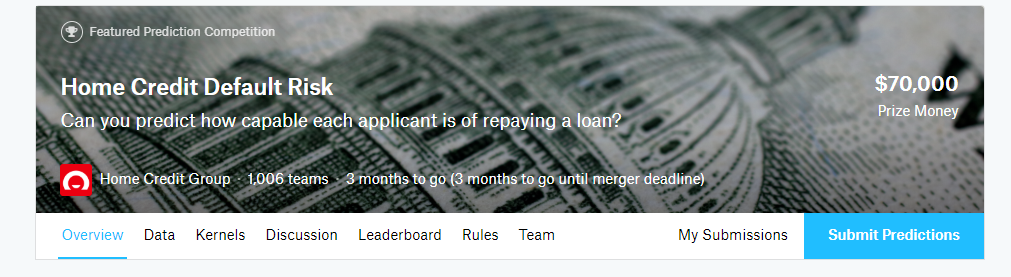 Featured Prediction Competition
Home Credit Default Risk
$70,000
Can you predict how capable each applicant is of repaying a loan?
Prize Money
Home Credit Group · 1,006 teams · 3 months to go (3 months to go until merger deadline)
Overview Data Kernels Discussion Leaderboard Rules Team My Submissions Submit Predictions